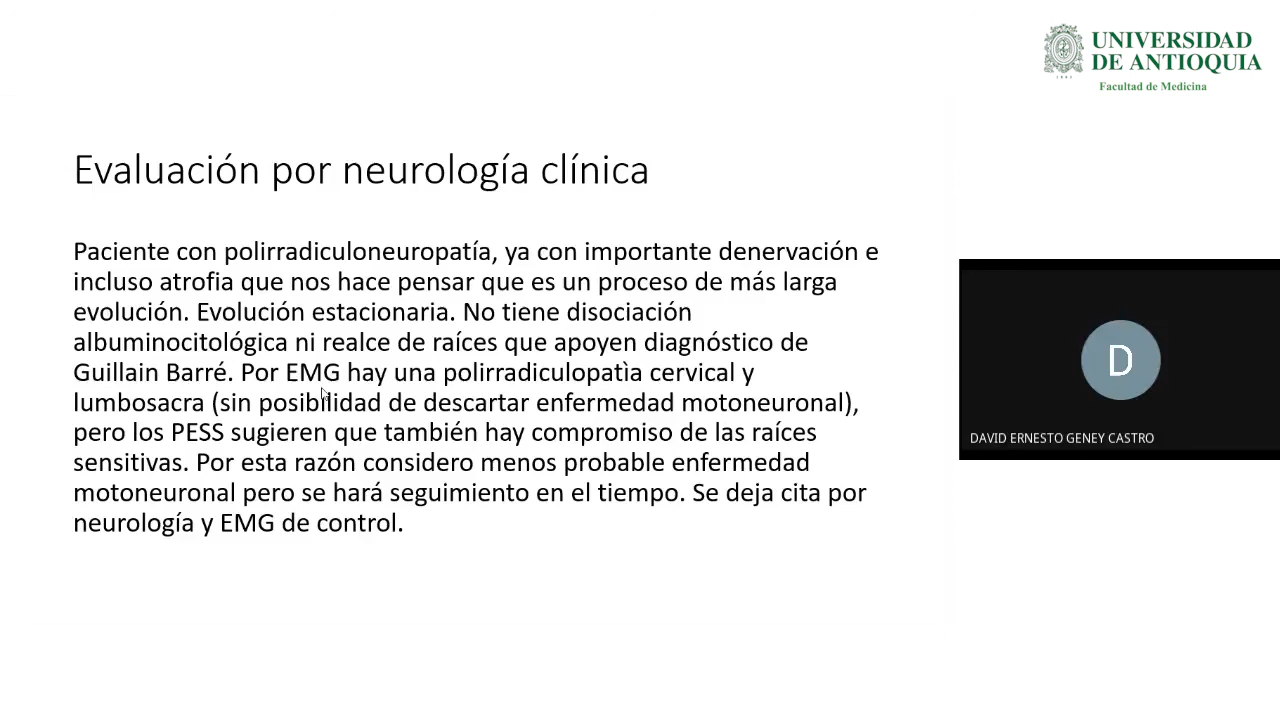 UNIVERSIDAD
DE ANTIOQUIA
1803
Facultad de Medicina
Evaluación por neurología clínica
Paciente con polirradiculoneuropatía, ya con importante denervación e
incluso atrofia que nos hace pensar que es un proceso de más larga
evolución. Evolución estacionaria. No tiene disociación
albuminocitológica ni realce de raíces que apoyen diagnóstico de
Guillain Barré. Por EMG hay una polirradiculopatìa cervical y
lumbosacra (sin posibilidad de descartar enfermedad motoneuronal),
pero los PESS sugieren que también hay compromiso de las raíces
sensitivas. Por esta razón considero menos probable enfermedad
motoneuronal pero se hará seguimiento en el tiempo. Se deja cita por
neurología y EMG de control.
D
DAVID ERNESTO GENEY CASTRO